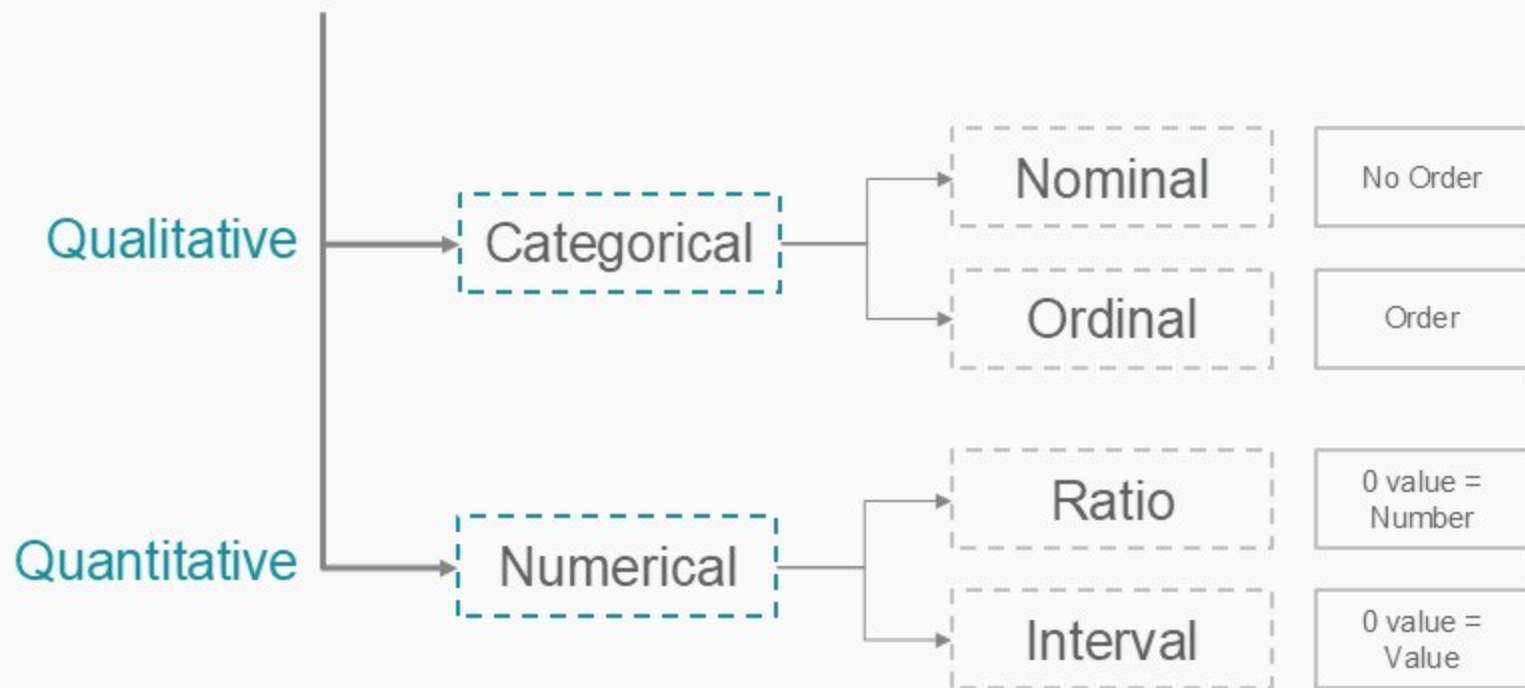 Qualitative
Categorical
Nominal
No Order
Ordinal
Order
Quantitative
Numerical
Ratio
0 value =
Number
Interval
0 value =
Value